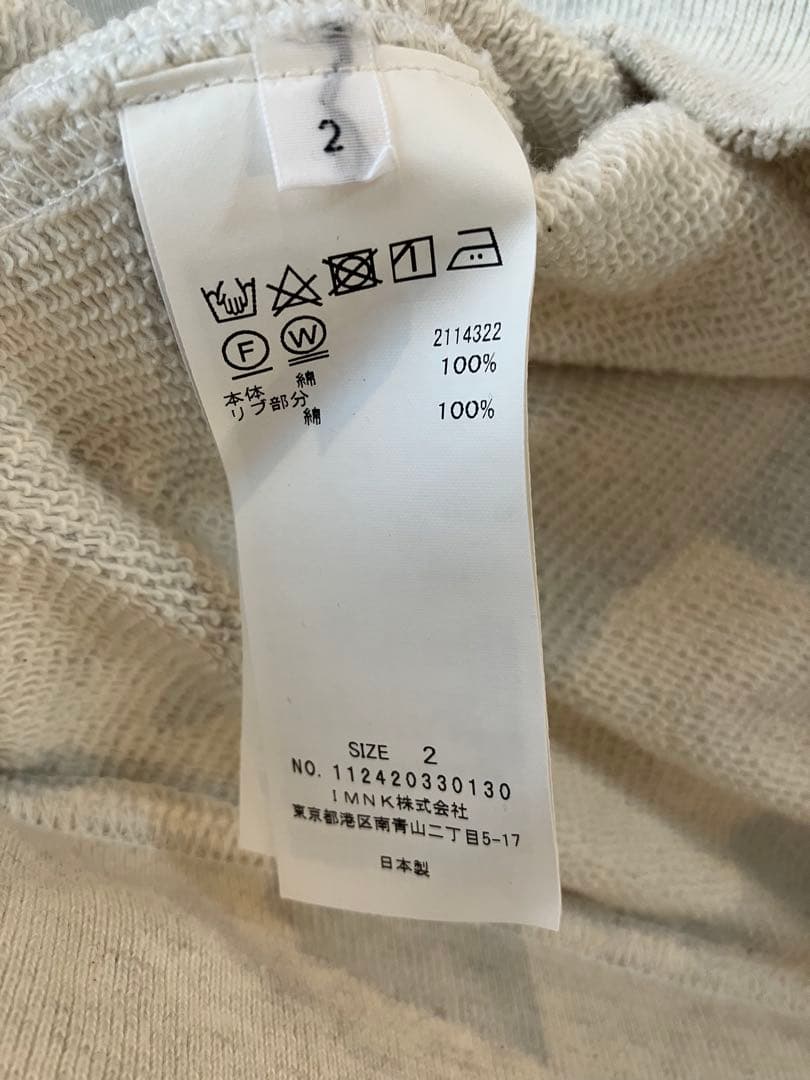 2
F W 2114322
本体 綿 100%
リブ部分 綿 100%
SIZE 2
NO. 112420330130
IMNK株式会社
東京都港区南青山二丁目5-17
日本製